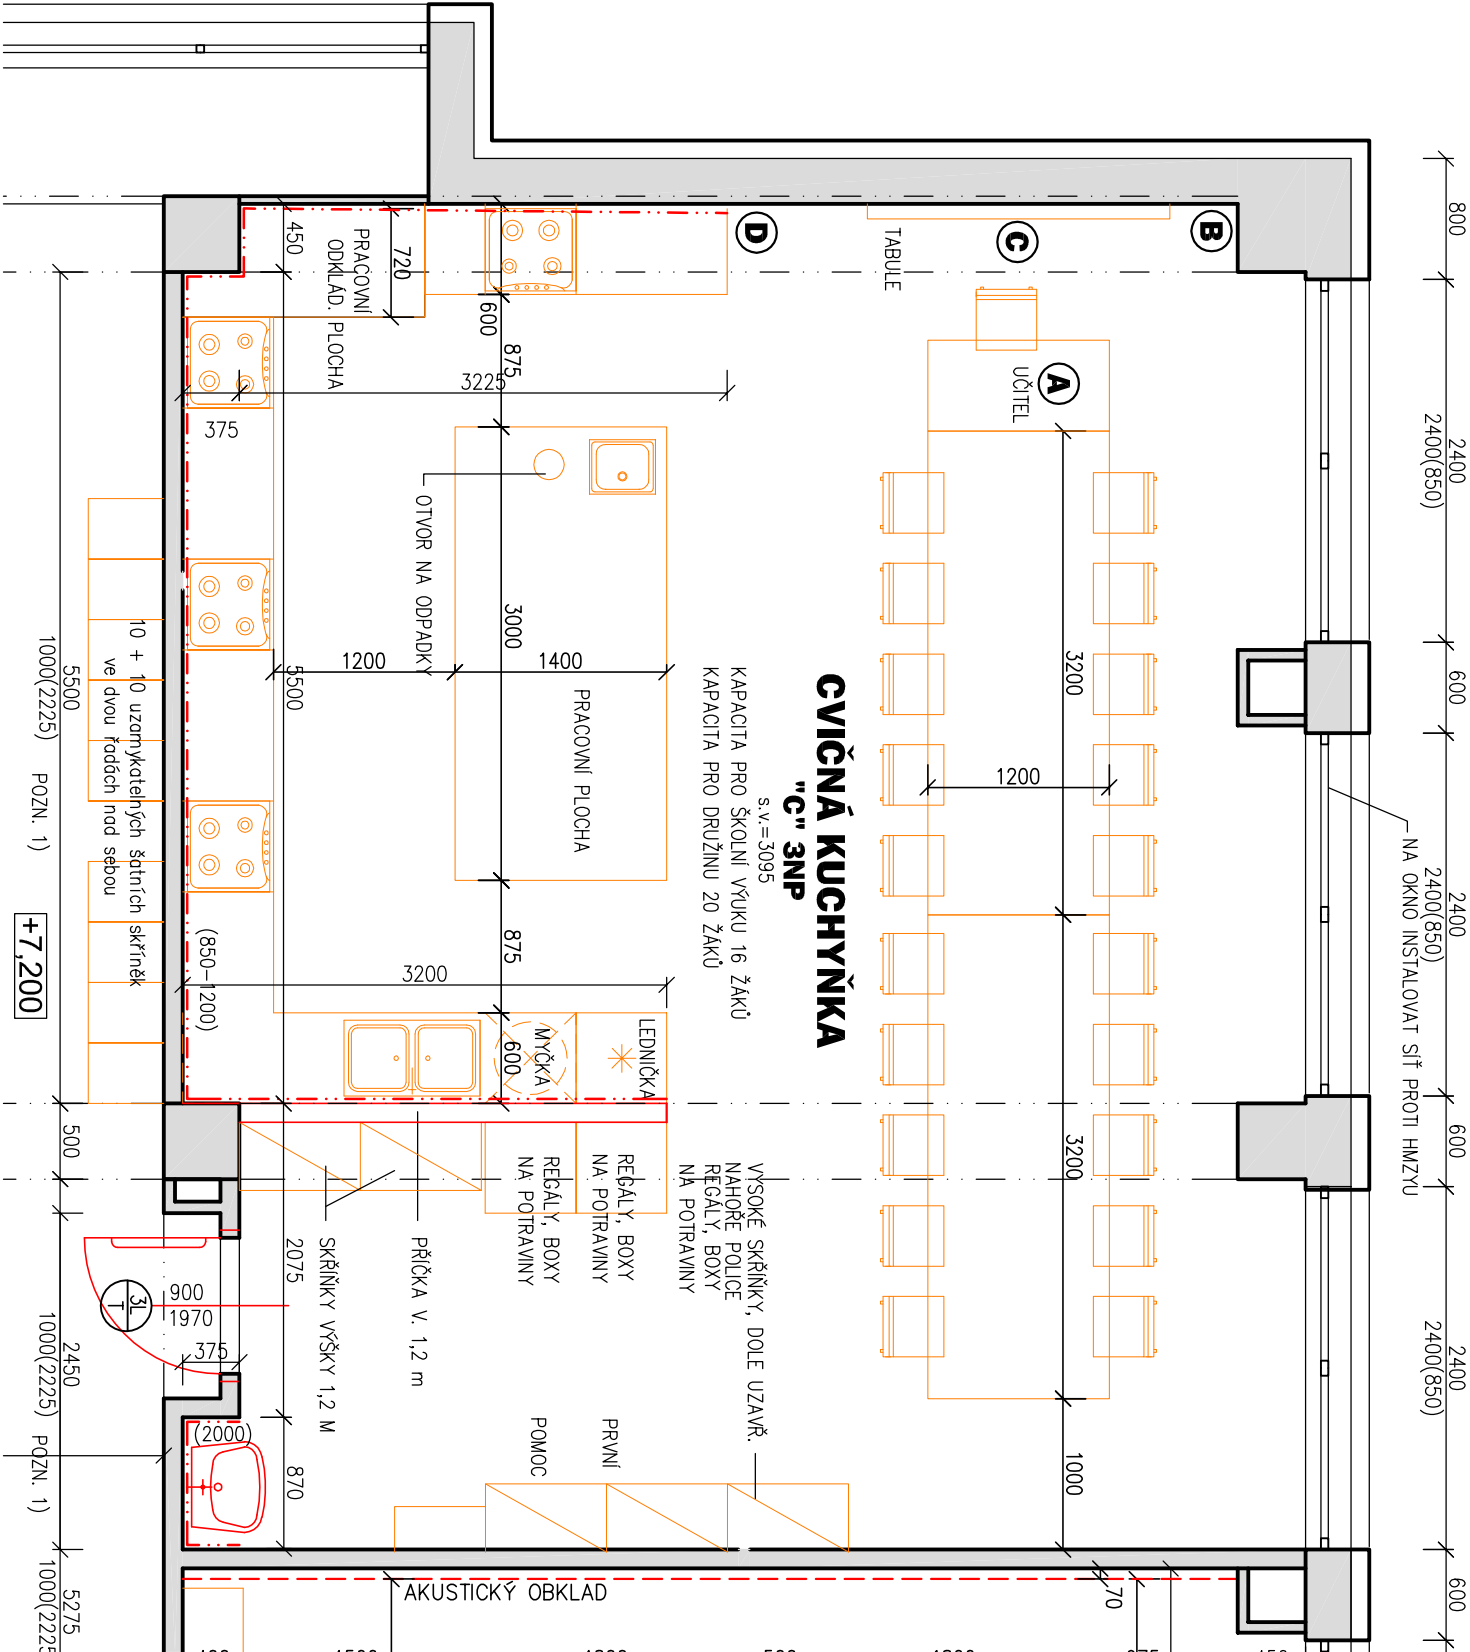 800
2400
2400(850)
600
2400
2400(850)
600
2400
2400(850)
600
NA OKNO INSTALOVAT SÍŤ PROTI HMZYU
B
C
D
TABULE
A
UČITEL
3200
1200
3200
1000
CVIČNÁ KUCHYŇKA
"C" 3NP
s.v.=3095
KAPACITA PRO ŠKOLNÍ VÝUKU 16 ŽÁKŮ
KAPACITA PRO DRUŽINU 20 ŽÁKŮ
450
720
PRACOVNÍ
ODKLÁD. PLOCHA
600
875
3225
375
OTVOR NA ODPADKY
3000
1200
1400
5500
PRACOVNÍ PLOCHA
875
3200
(850-1200)
600
MYČKA
LEDNIČKA
10 + 10 uzamykatelných šatních skříněk
ve dvou řadách nad sebou
5500
1000(2225) POZN. 1)
+7,200
500
VYSOKÉ SKŘÍŇKY, DOLE UZAVŘ.
NAHOŘE POLICE
REGÁLY, BOXY
NA POTRAVINY
REGÁLY, BOXY
NA POTRAVINY
REGÁLY, BOXY
NA POTRAVINY
PŘÍČKA V. 1,2 m
SKŘÍŇKY VÝŠKY 1,2 M
2075
900
1970
3L
T
375
(2000)
870
2450
1000(2225) POZN. 1)
PRVNÍ
POMOC
AKUSTICKÝ OBKLAD
70
5275